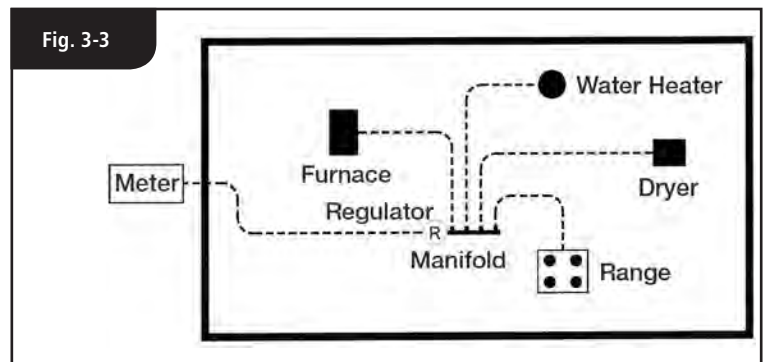 Fig. 3-3
Water Heater
Furnace
Meter
Dryer
Regulator
R
Manifold
Range